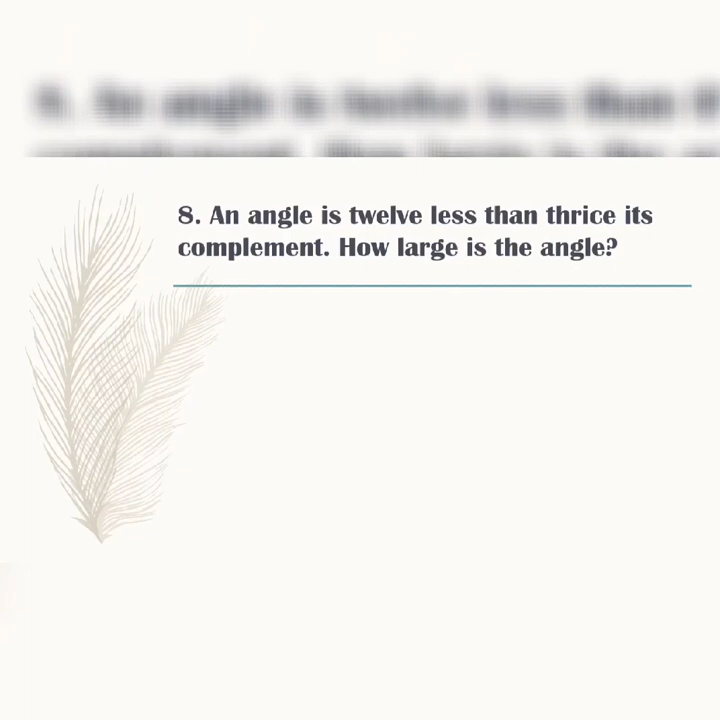 8. An angle is twelve less than thrice its
complement. How large is the angle?